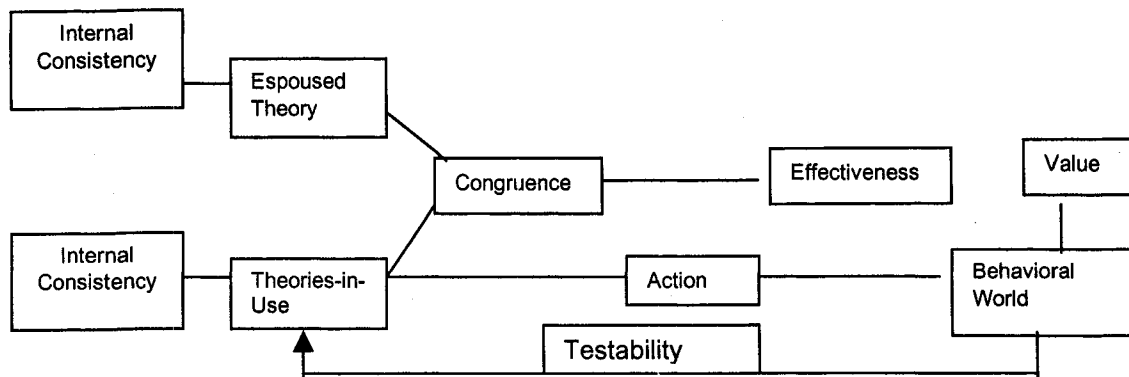 Internal
Consistency
Espoused
Theory
Congruence
Effectiveness
Value
Internal
Consistency
Theories-in-
Use
Action
Behavioral
World
Testability